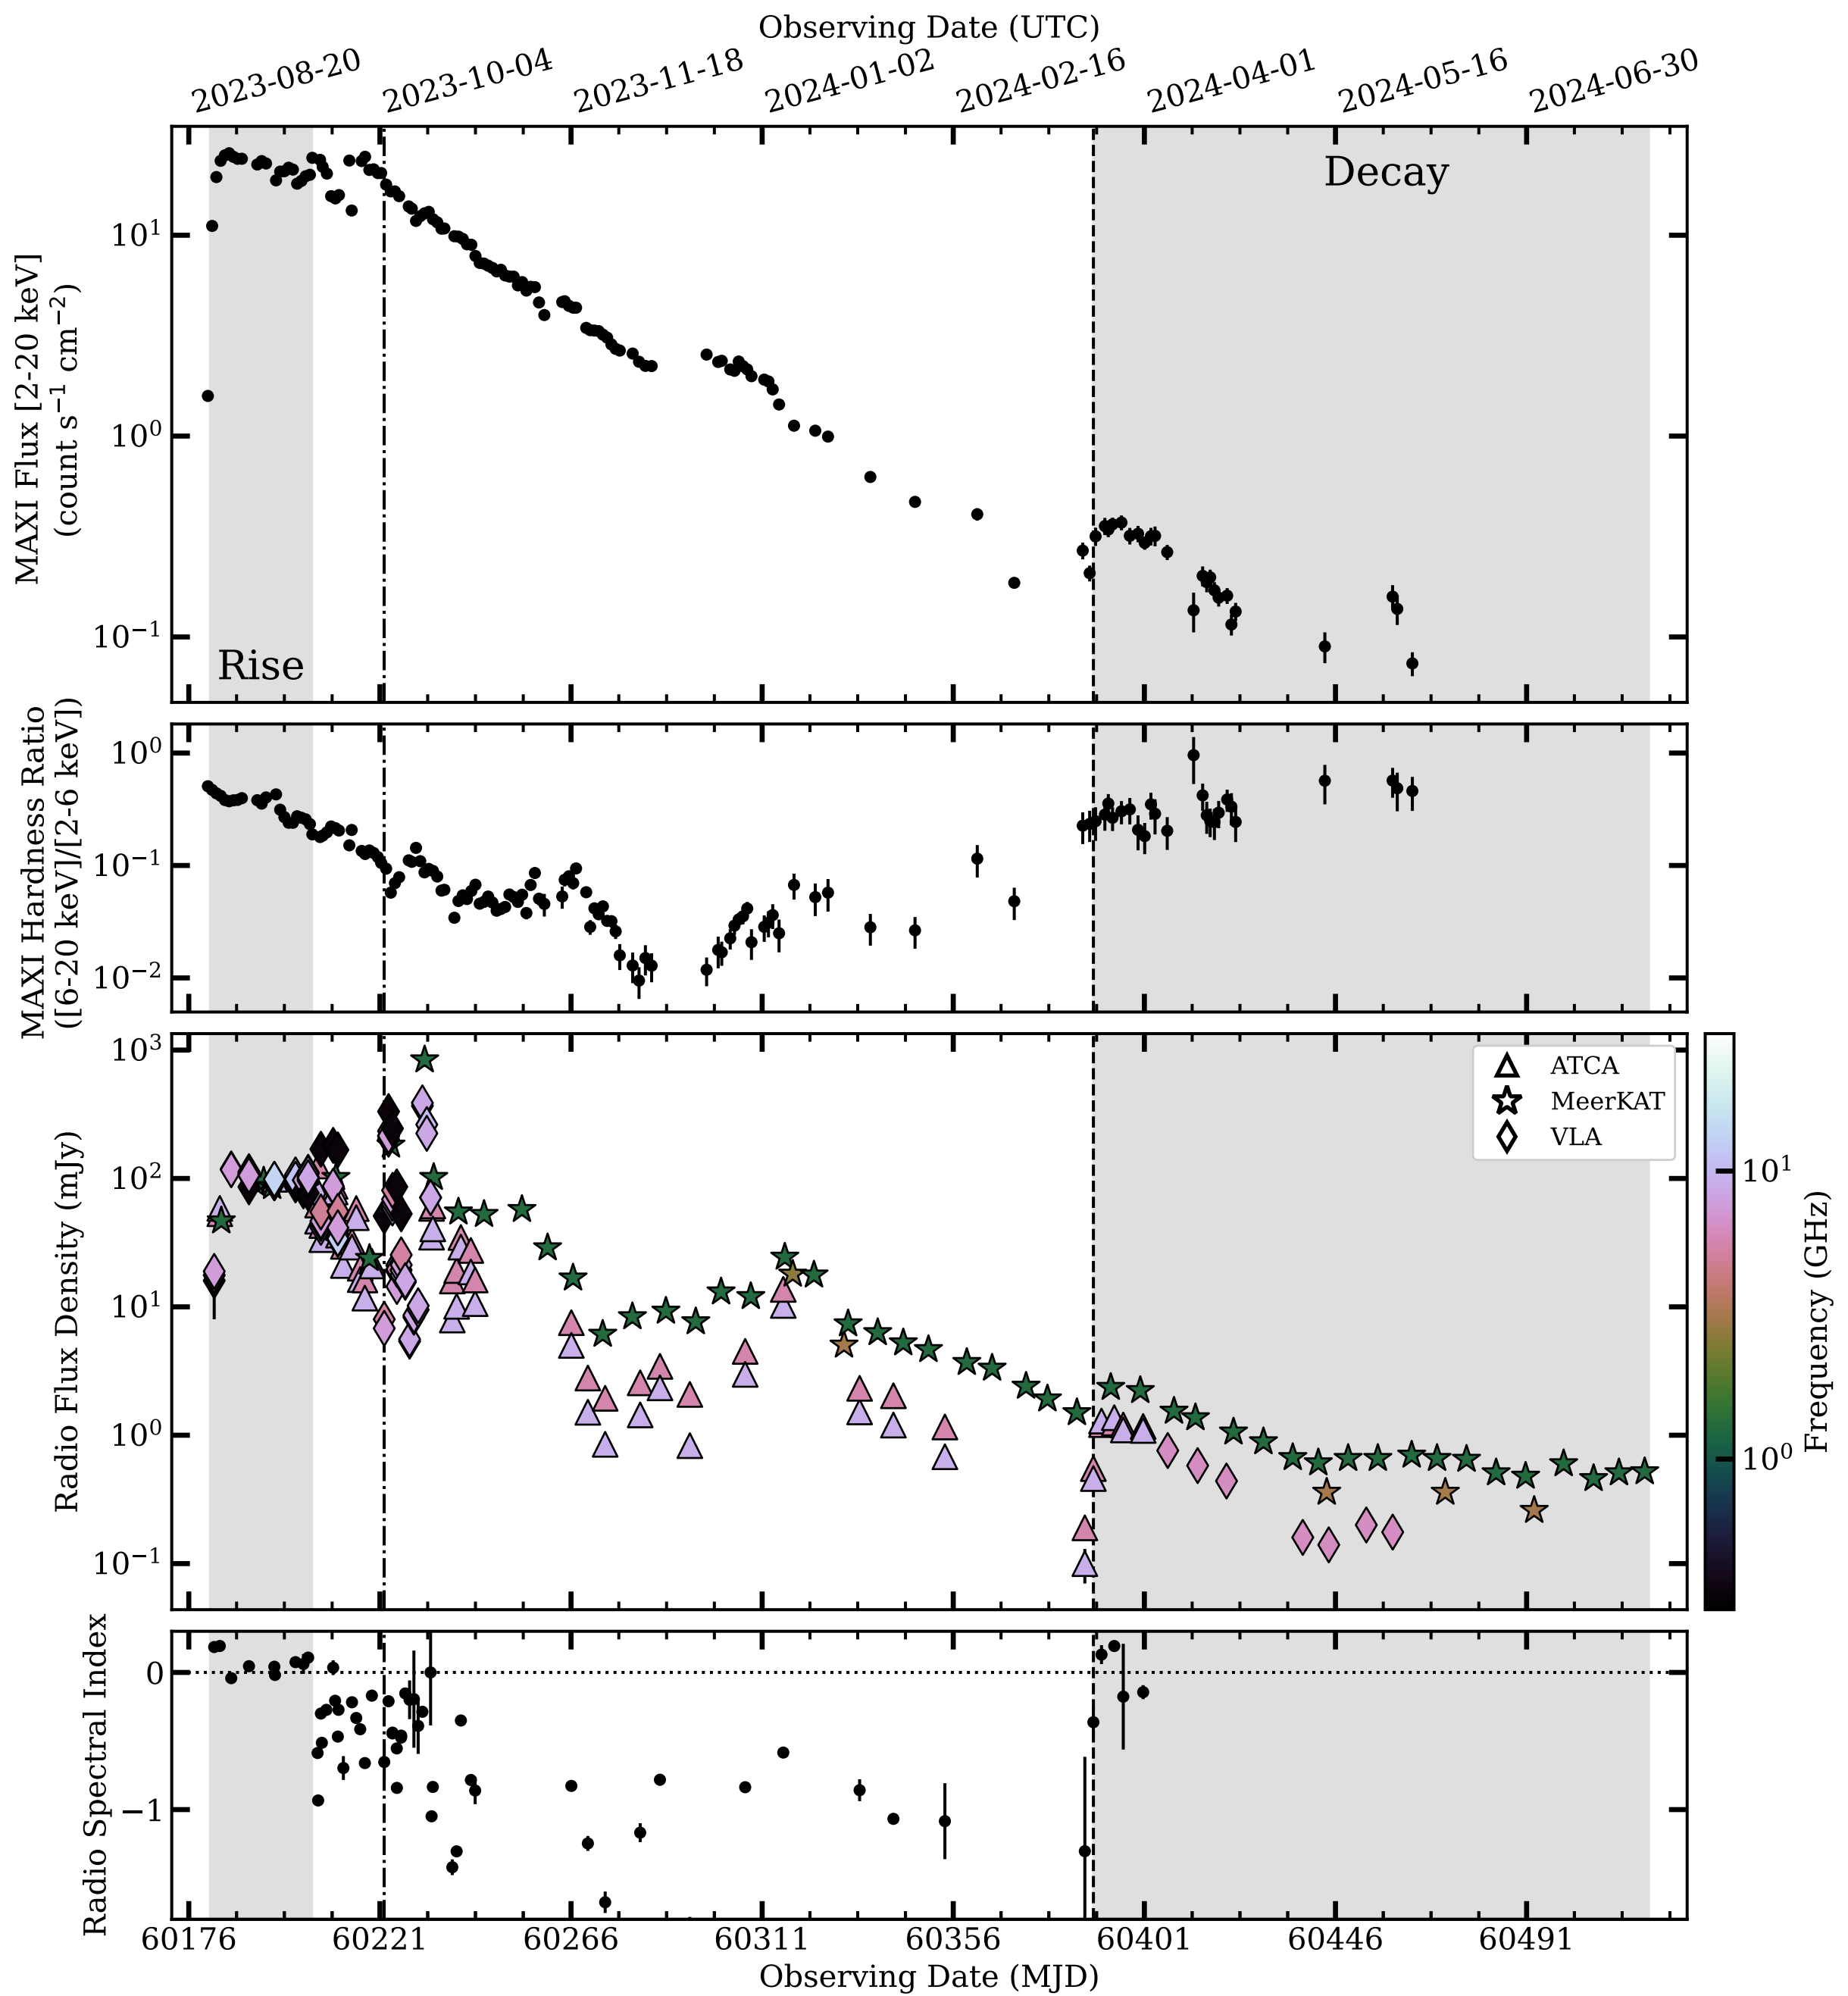 Observing Date (UTC)
2023-08-20 2023-10-04 2023-11-18 2024-01-02 2024-02-16 2024-04-01 2024-05-16 2024-06-30
MAXI Flux [2-20 keV]
(count s⁻¹ cm⁻²)
10¹
10⁰
10⁻¹
Rise
Decay
MAXI Hardness Ratio
([6-20 keV]/[2-6 keV])
10⁰
10⁻¹
10⁻²
Radio Flux Density (mJy)
10³
10²
10¹
10⁰
10⁻¹
ATCA
MeerKAT
VLA
10¹
10⁰
Frequency (GHz)
Radio Spectral Index
0
−1
60176 60221 60266 60311 60356 60401 60446 60491
Observing Date (MJD)